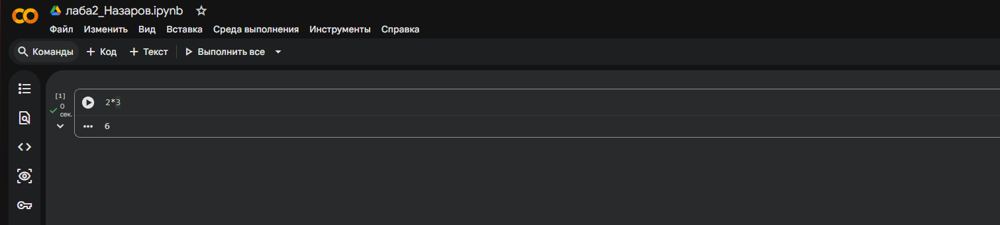 лаба2_Назаров.ipynb
Файл Изменить Вид Вставка Среда выполнения Инструменты Справка
Команды + Код + Текст Выполнить все
[1]
0
сек.
2*3
6